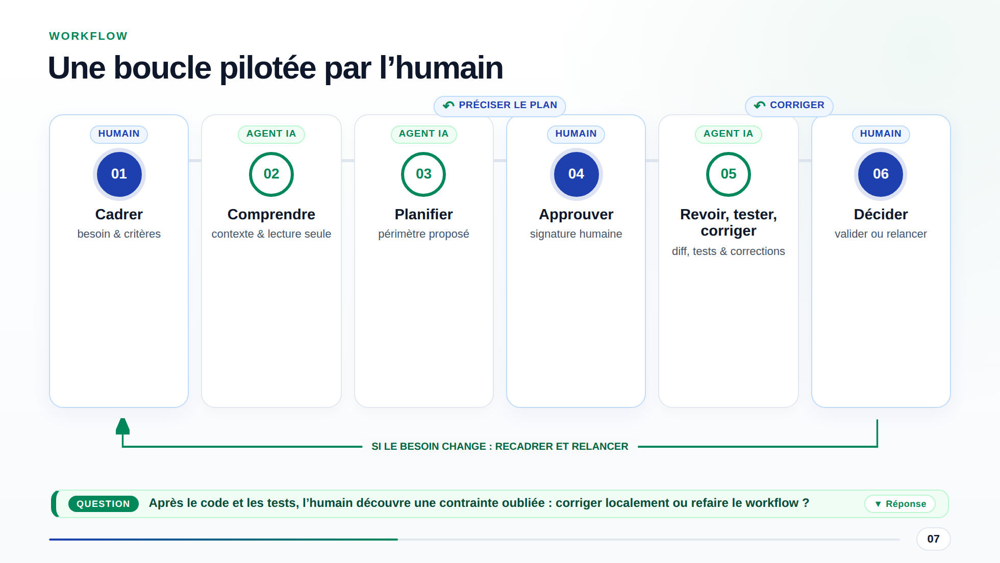 WORKFLOW
Une boucle pilotée par l’humain
↶ PRÉCISER LE PLAN
↶ CORRIGER
HUMAIN
01
Cadrer
besoin & critères
AGENT IA
02
Comprendre
contexte & lecture seule
AGENT IA
03
Planifier
périmètre proposé
HUMAIN
04
Approuver
signature humaine
AGENT IA
05
Revoir, tester,
corriger
diff, tests & corrections
HUMAIN
06
Décider
valider ou relancer
SI LE BESOIN CHANGE : RECADRER ET RELANCER
QUESTION Après le code et les tests, l’humain découvre une contrainte oubliée : corriger localement ou refaire le workflow ? ▼ Réponse
07